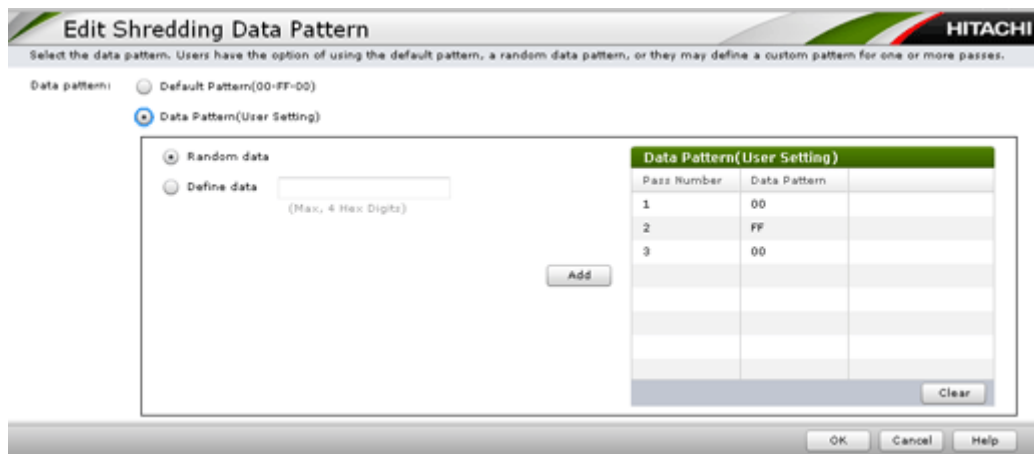 Edit Shredding Data Pattern
HITACHI
Select the data pattern. Users have the option of using the default pattern, a random data pattern, or they may define a custom pattern for one or more passes.
Data pattern: Default Pattern(00-FF-00)
Data Pattern(User Setting)
Random data
Define data
(Max, 4 Hex Digits)
Add
Data Pattern(User Setting)
Pass Number Data Pattern
1 00
2 FF
3 00
Clear
OK Cancel Help